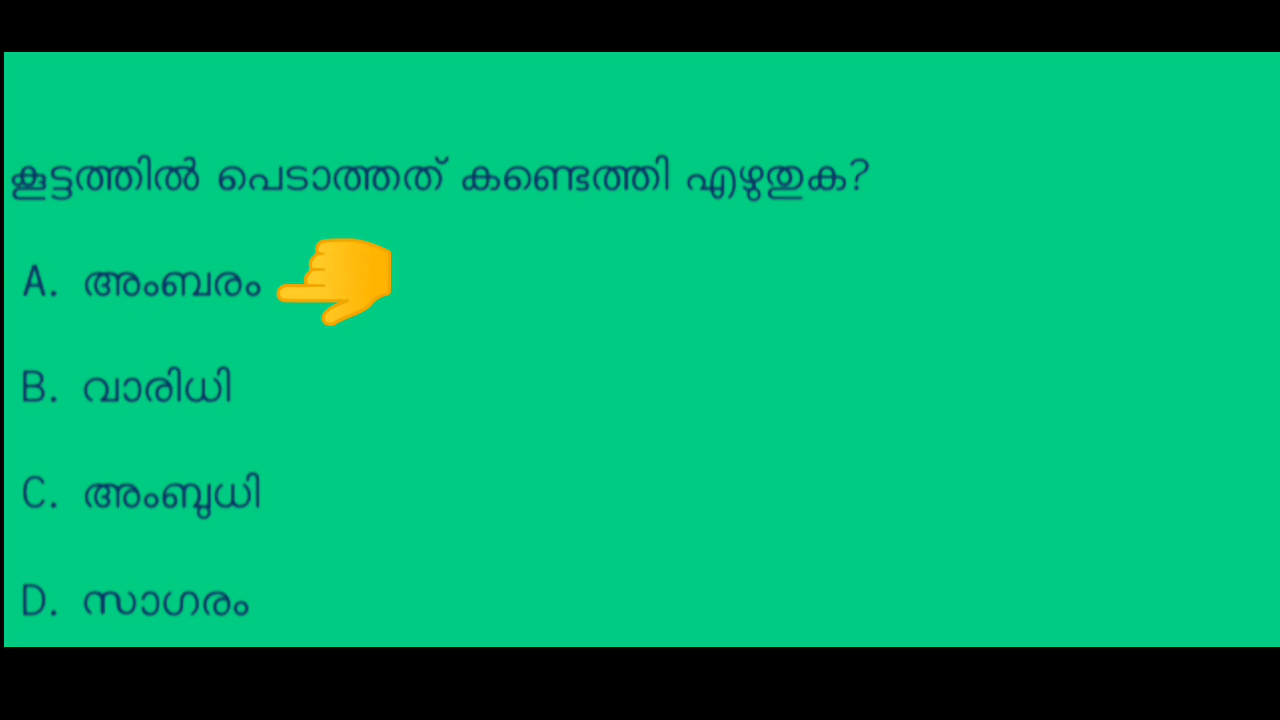 കൂട്ടത്തിൽ പെടാത്തത് കണ്ടെത്തി എഴുതുക?
A. അംബരം
B. വാരിധി
C. അംബുധി
D. സാഗരം